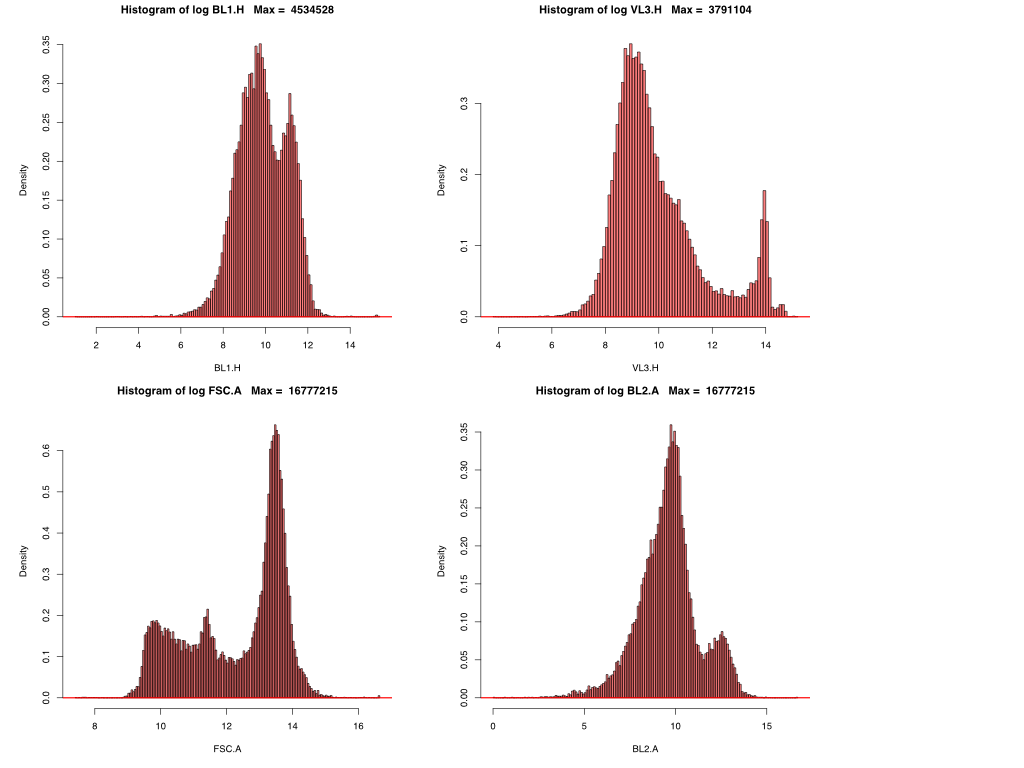 Histogram of log BL1.H   Max =  4534528
Density
0.00 0.05 0.10 0.15 0.20 0.25 0.30 0.35
2 4 6 8 10 12 14
BL1.H
Histogram of log VL3.H   Max =  3791104
Density
0.0 0.1 0.2 0.3
4 6 8 10 12 14
VL3.H
Histogram of log FSC.A   Max =  16777215
Density
0.0 0.1 0.2 0.3 0.4 0.5 0.6
8 10 12 14 16
FSC.A
Histogram of log BL2.A   Max =  16777215
Density
0.00 0.05 0.10 0.15 0.20 0.25 0.30 0.35
0 5 10 15
BL2.A